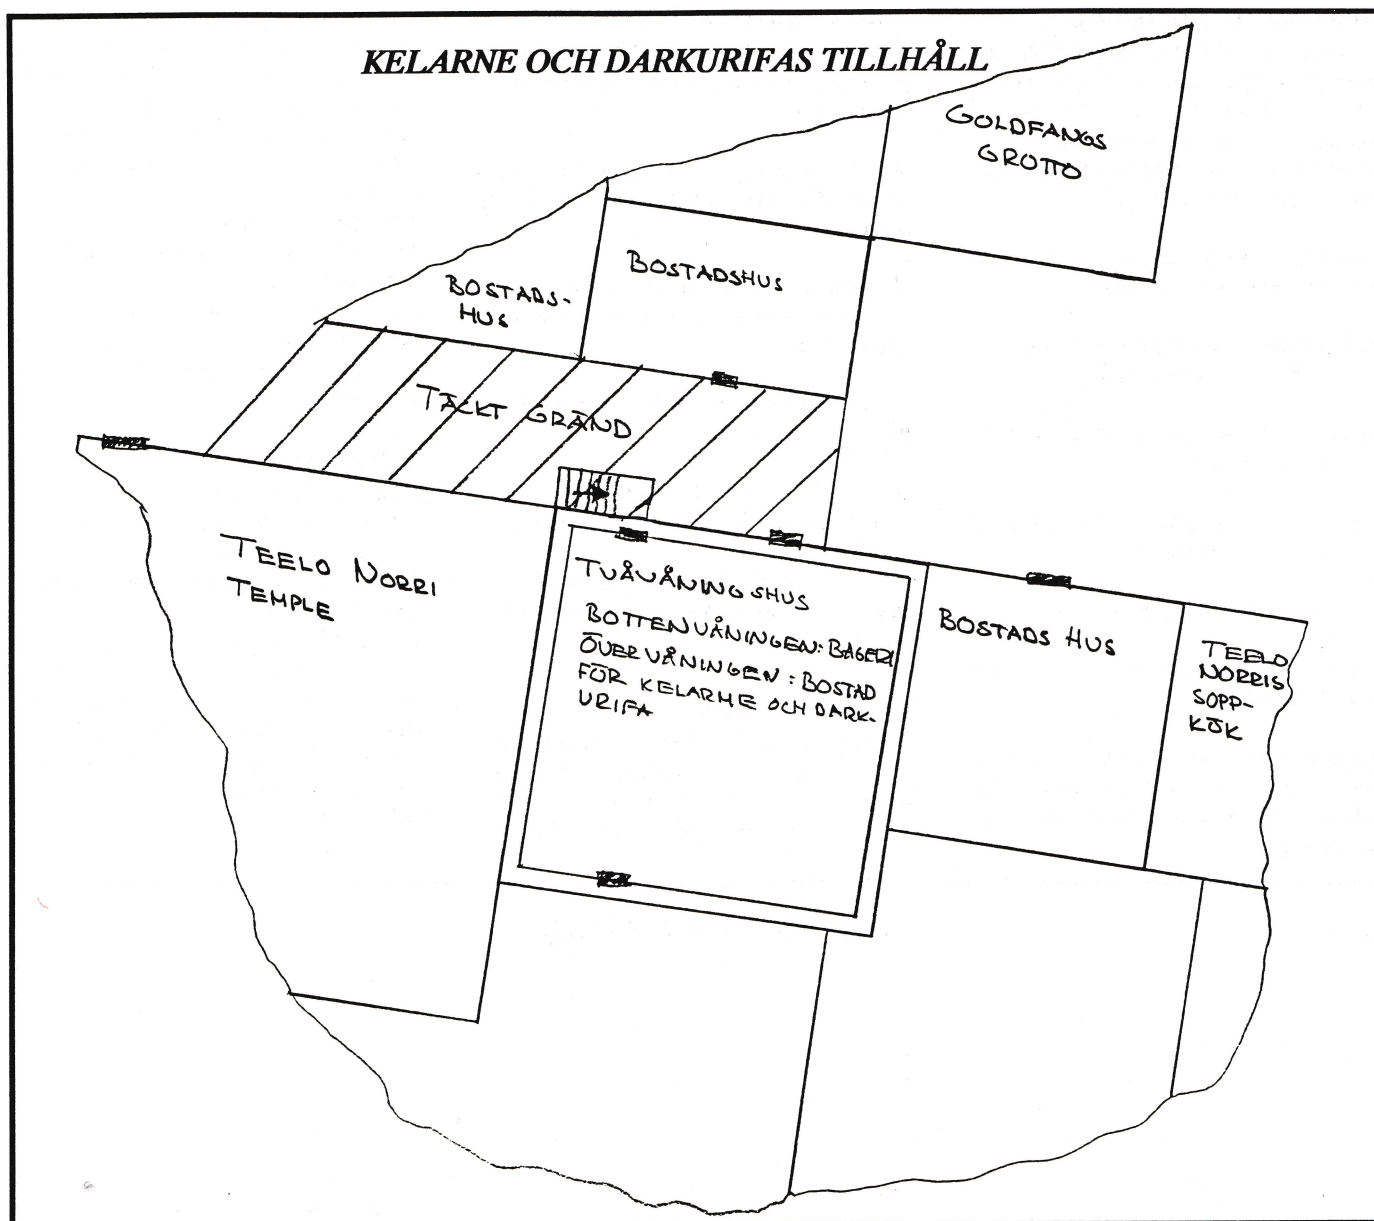 KELARNE OCH DARKURIFAS TILLHÅLL
GOLDFANGS
GROTTO
BOSTADSHUS
BOSTADS-
HUS
TÄCKT GRÄND
TEELO NORRI
TEMPLE
TVÅVÅNINGSHUS
BOTTENVÅNINGEN: BAGERI
ÖVERVÅNINGEN: BOSTAD
FÖR KELARNE OCH DARK-
URIFA
BOSTADS HUS
TEELO
NORRIS
SOPP-
KÖK